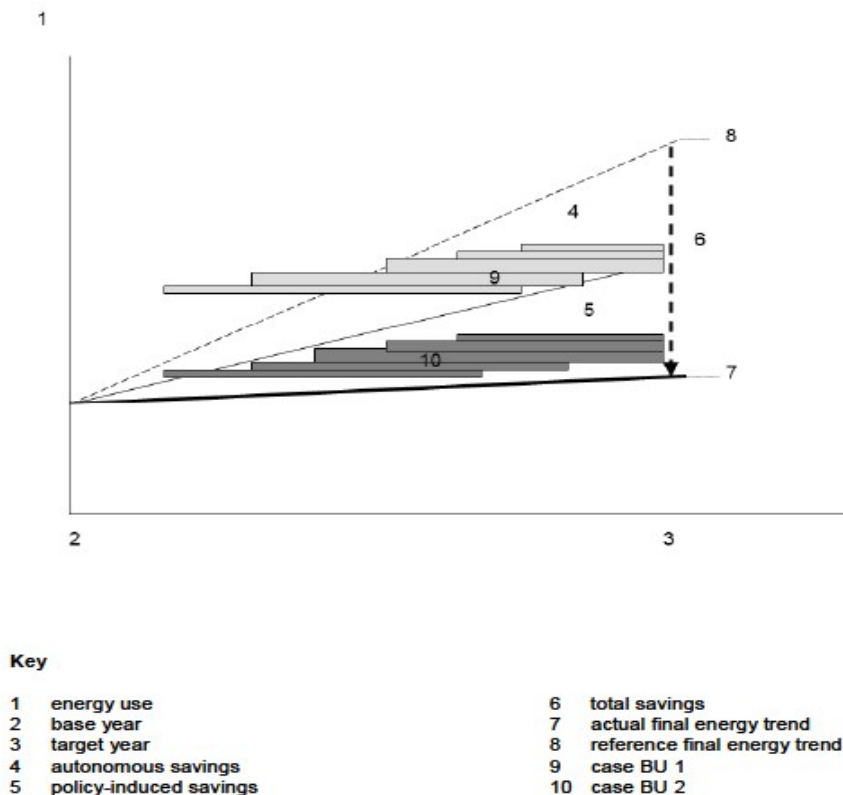 1
8
4
6
9
5
10
7
2 3
Key
1 energy use
2 base year
3 target year
4 autonomous savings
5 policy-induced savings
6 total savings
7 actual final energy trend
8 reference final energy trend
9 case BU 1
10 case BU 2